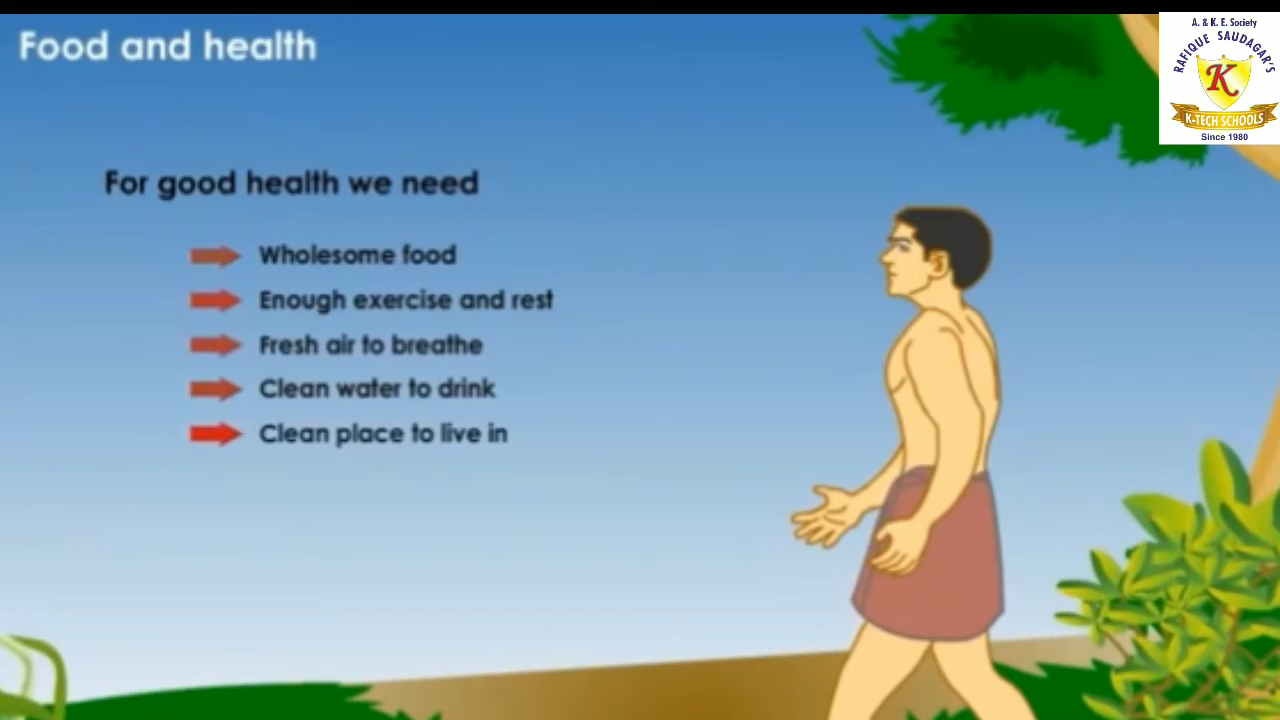 Food and health
A. & K. E. Society
RAFIQUE SAUDAGAR'S
K
K-TECH SCHOOLS
Since 1980
For good health we need
Wholesome food
Enough exercise and rest
Fresh air to breathe
Clean water to drink
Clean place to live in